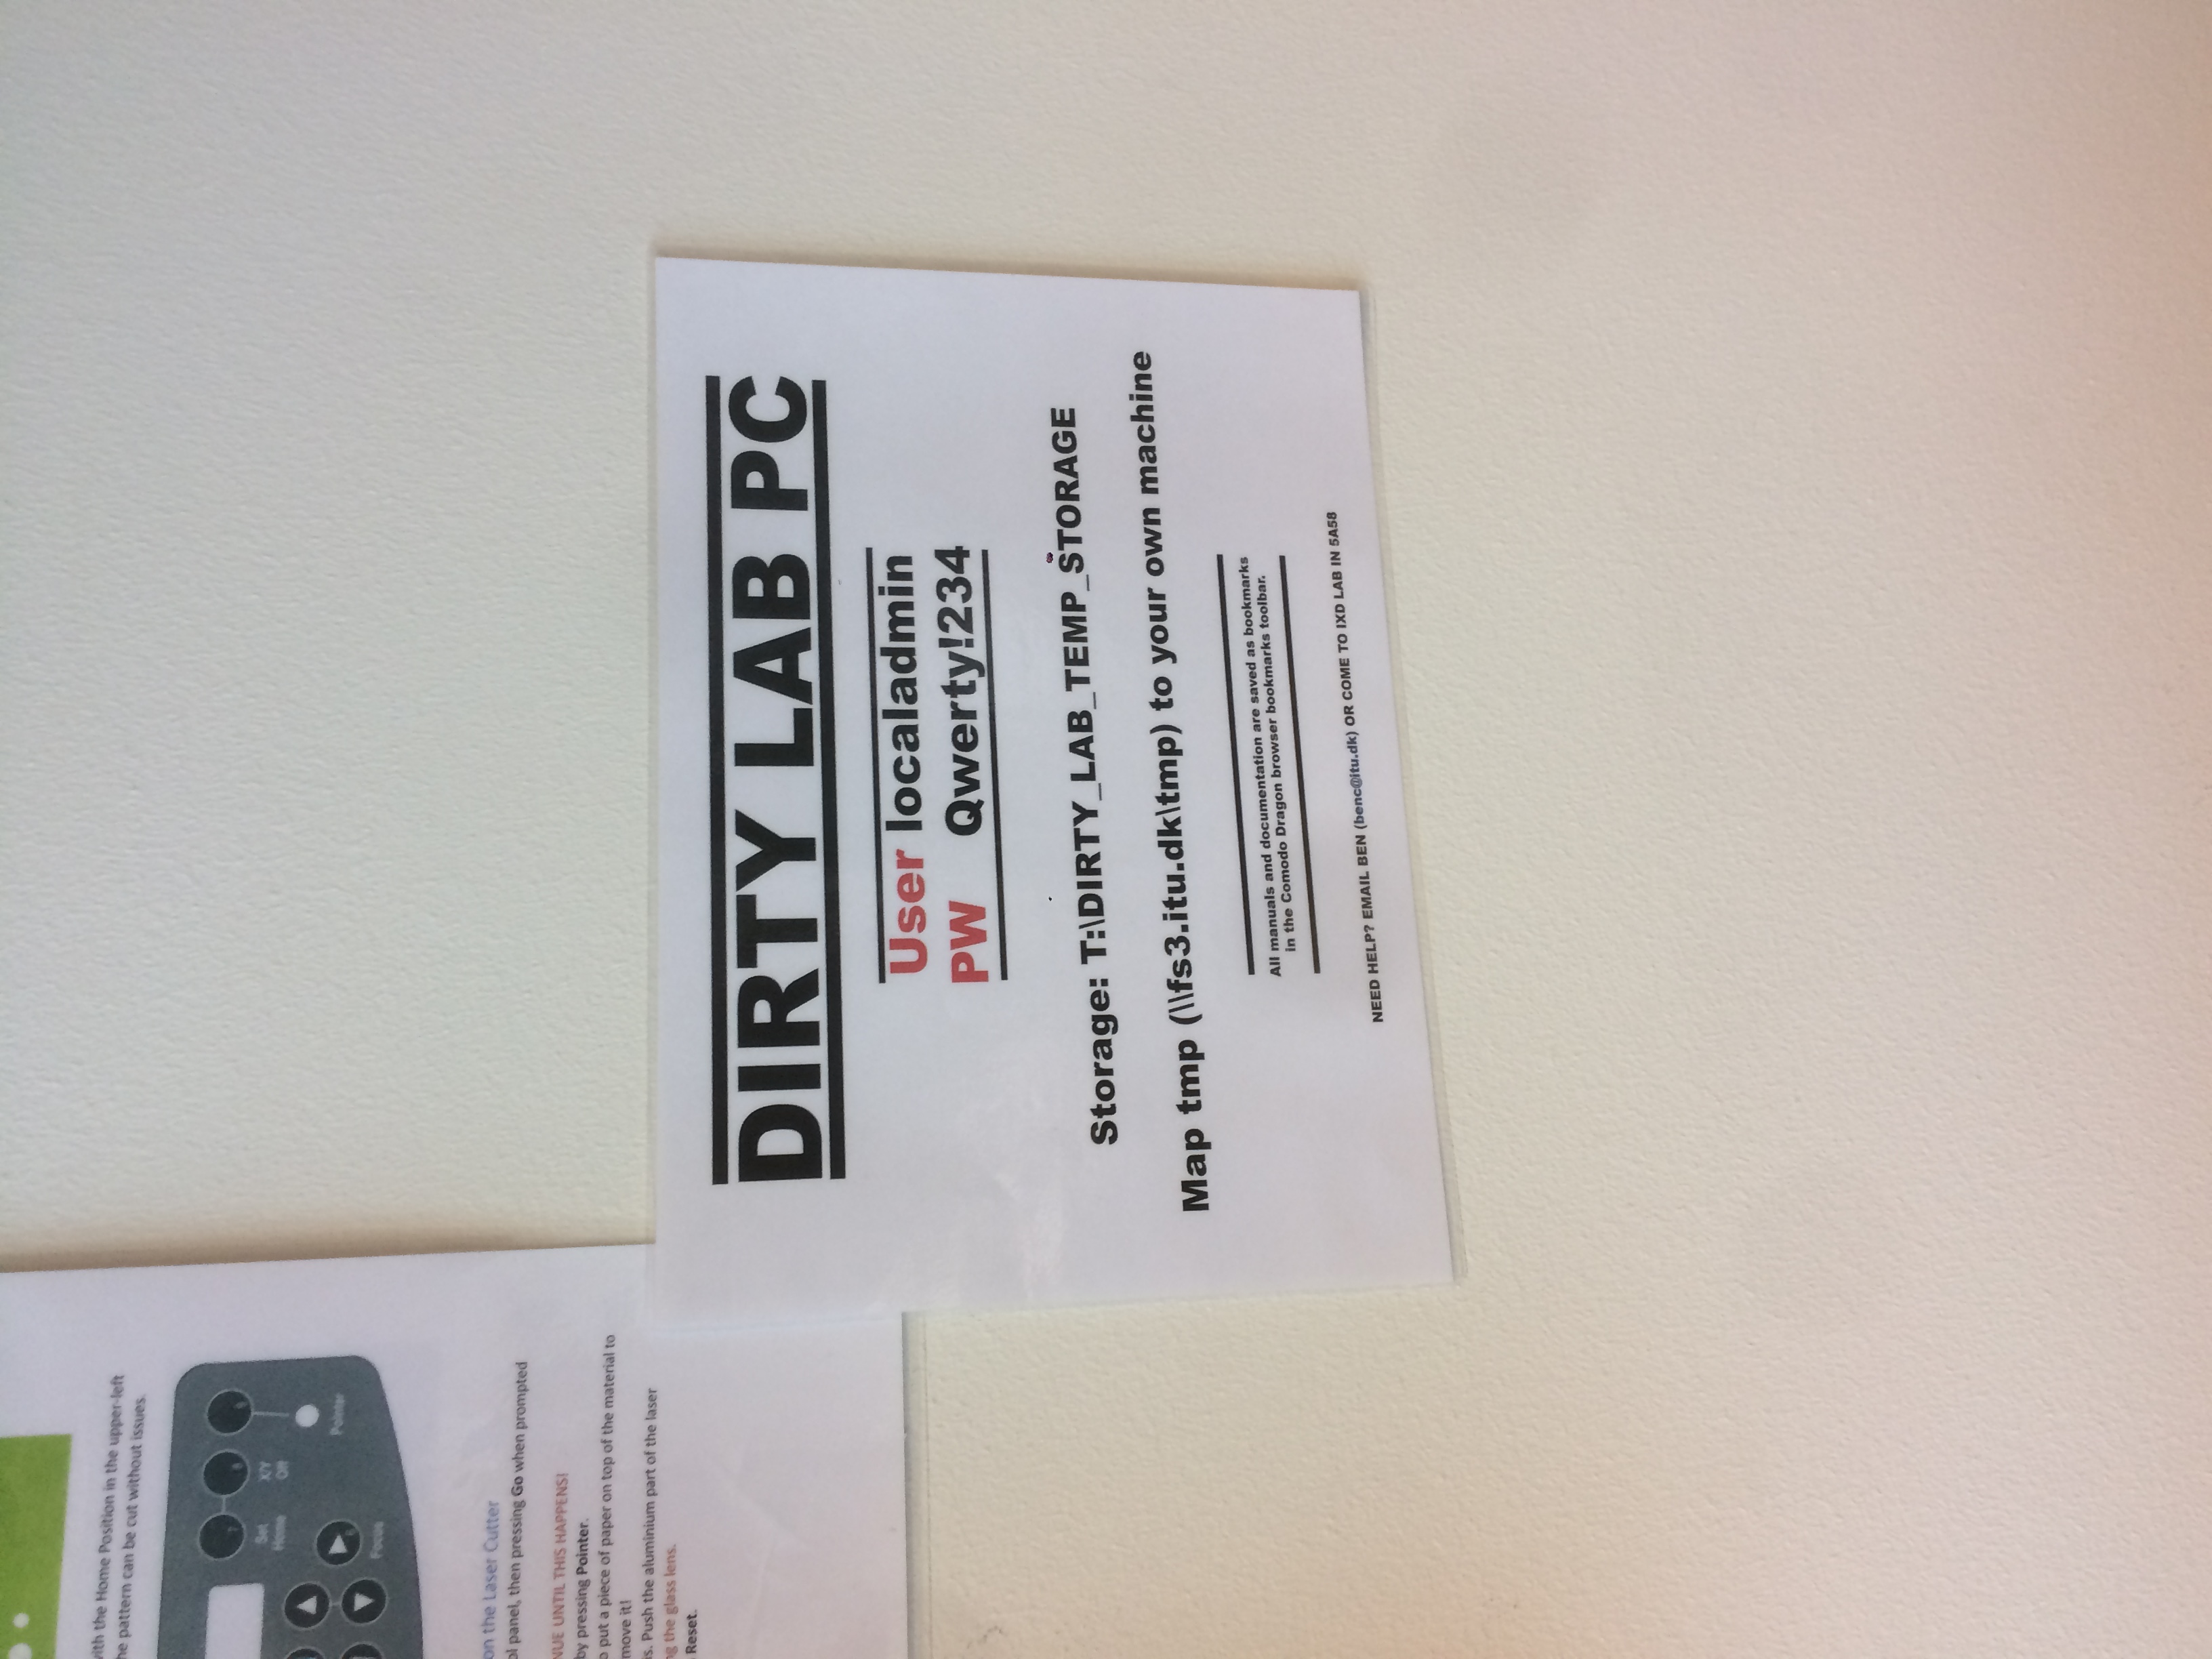 with the Home Position in the upper-left
the pattern can be cut without issues.
Set Home
X/Y Off
Pointer
Focus
on the Laser Cutter
panel, then pressing Go when prompted
UNTIL THIS HAPPENS!
by pressing Pointer.
put a piece of paper on top of the material to
move it!
Push the aluminium part of the laser
the glass lens.
Reset.
DIRTY LAB PC
User localadmin
PW Qwerty!234
Storage: T:\DIRTY_LAB_TEMP_STORAGE
Map tmp (\\fs3.itu.dk\tmp) to your own machine
All manuals and documentation are saved as bookmarks
in the Comodo Dragon browser bookmarks toolbar.
NEED HELP? EMAIL BEN (benc@itu.dk) OR COME TO IXD LAB IN 5A58